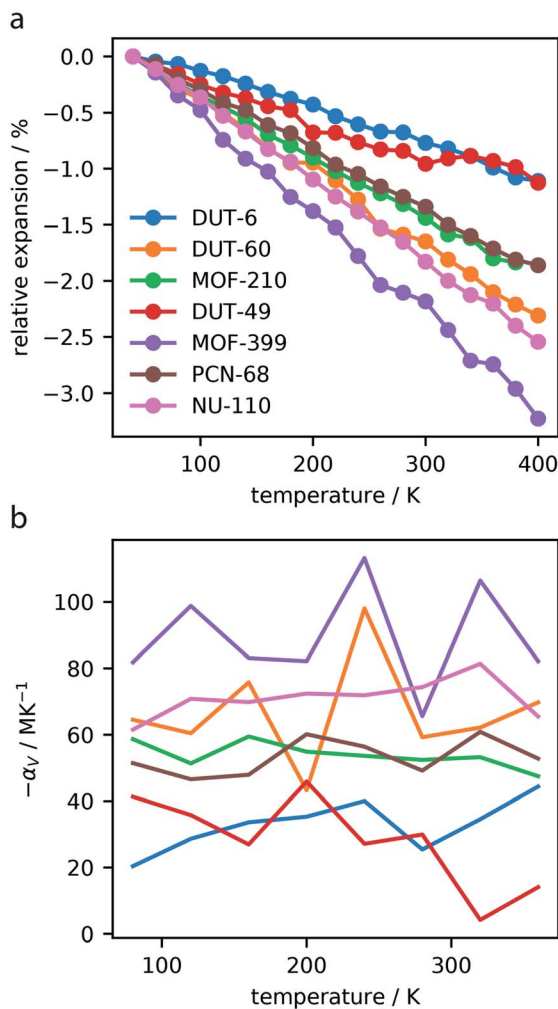 a
0.0
−0.5
−1.0
−1.5
−2.0
−2.5
−3.0
relative expansion / %
DUT-6
DUT-60
MOF-210
DUT-49
MOF-399
PCN-68
NU-110
100 200 300 400
temperature / K
b
100
80
60
40
20
0
−αV / MK⁻¹
100 200 300
temperature / K